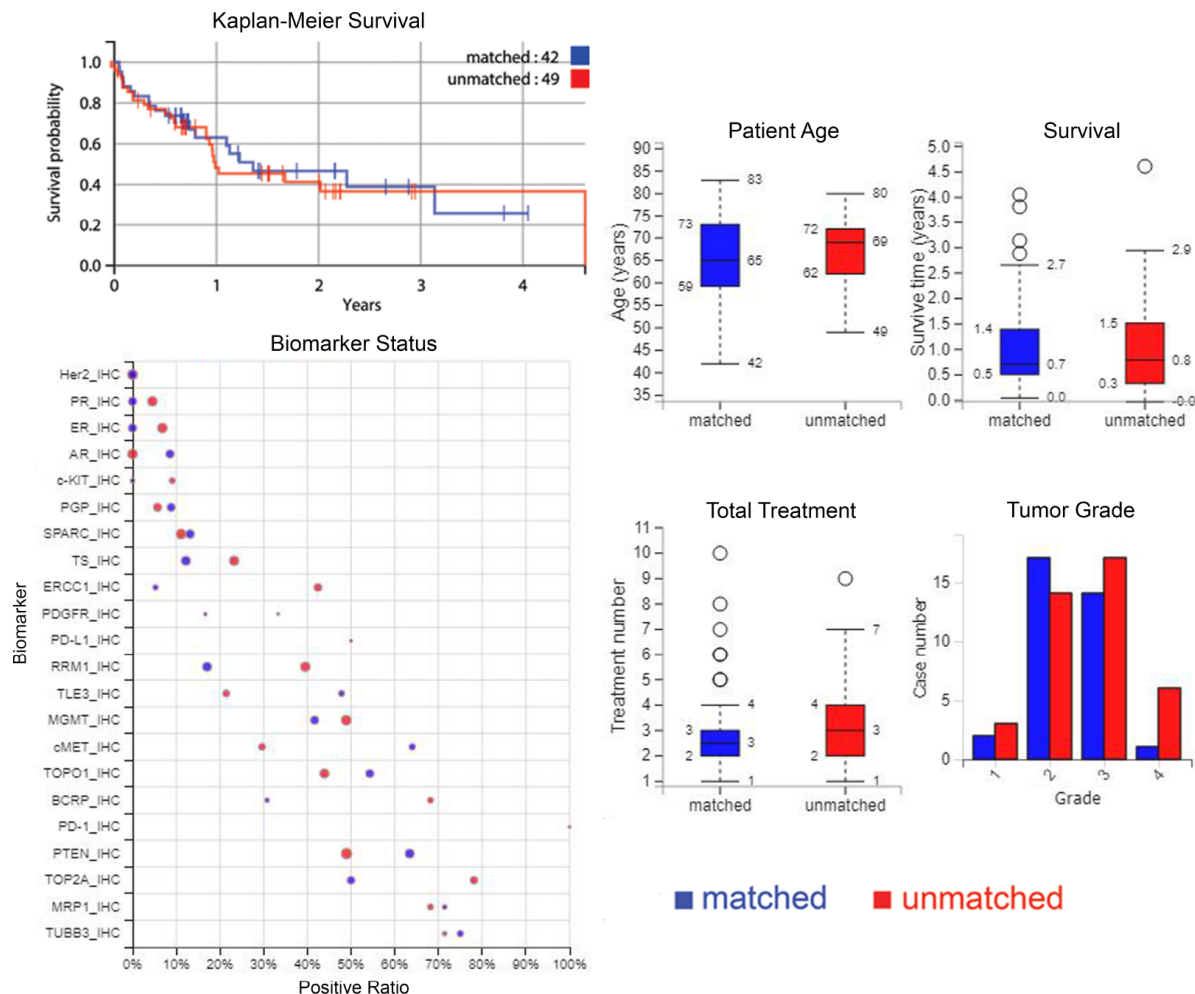 Kaplan-Meier Survival
matched : 42
unmatched : 49
Survival probability
1.0
0.8
0.6
0.4
0.2
0.0
0 1 2 3 4
Years
Biomarker Status
Biomarker
Her2_IHC
PR_IHC
ER_IHC
AR_IHC
c-KIT_IHC
PGP_IHC
SPARC_IHC
TS_IHC
ERCC1_IHC
PDGFR_IHC
PD-L1_IHC
RRM1_IHC
TLE3_IHC
MGMT_IHC
cMET_IHC
TOPO1_IHC
BCRP_IHC
PD-1_IHC
PTEN_IHC
TOP2A_IHC
MRP1_IHC
TUBB3_IHC
0% 10% 20% 30% 40% 50% 60% 70% 80% 90% 100%
Positive Ratio
Patient Age
Age (years)
90
85
80
75
70
65
60
55
50
45
40
35
83
73
65
59
42
80
72
69
62
49
matched unmatched
Survival
Survive time (years)
5.0
4.5
4.0
3.5
3.0
2.5
2.0
1.5
1.0
0.5
0.0
2.7
1.4
0.7
0.5
0.0
2.9
1.5
0.8
0.3
-0.0
matched unmatched
Total Treatment
Treatment number
11
10
9
8
7
6
5
4
3
2
1
4
3
3
2
1
7
4
3
2
1
matched unmatched
Tumor Grade
Case number
15
10
5
0
1 2 3 4
Grade
matched unmatched